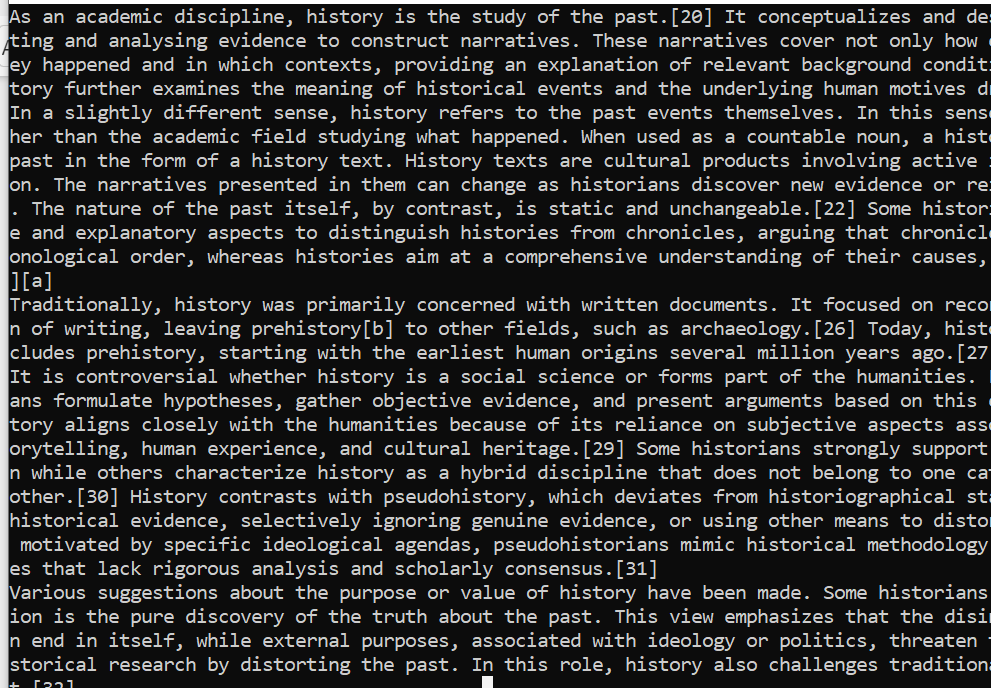 As an academic discipline, history is the study of the past.[20] It conceptualizes and de
ting and analysing evidence to construct narratives. These narratives cover not only how
ey happened and in which contexts, providing an explanation of relevant background condit
tory further examines the meaning of historical events and the underlying human motives d
In a slightly different sense, history refers to the past events themselves. In this sens
her than the academic field studying what happened. When used as a countable noun, a hist
past in the form of a history text. History texts are cultural products involving active
on. The narratives presented in them can change as historians discover new evidence or re
. The nature of the past itself, by contrast, is static and unchangeable.[22] Some histor
e and explanatory aspects to distinguish histories from chronicles, arguing that chronicl
onological order, whereas histories aim at a comprehensive understanding of their causes,
][a]
Traditionally, history was primarily concerned with written documents. It focused on reco
n of writing, leaving prehistory[b] to other fields, such as archaeology.[26] Today, hist
cludes prehistory, starting with the earliest human origins several million years ago.[27
It is controversial whether history is a social science or forms part of the humanities.
ans formulate hypotheses, gather objective evidence, and present arguments based on this
tory aligns closely with the humanities because of its reliance on subjective aspects ass
orytelling, human experience, and cultural heritage.[29] Some historians strongly support
n while others characterize history as a hybrid discipline that does not belong to one cat
other.[30] History contrasts with pseudohistory, which deviates from historiographical sta
historical evidence, selectively ignoring genuine evidence, or using other means to disto
motivated by specific ideological agendas, pseudohistorians mimic historical methodology
es that lack rigorous analysis and scholarly consensus.[31]
Various suggestions about the purpose or value of history have been made. Some historians
ion is the pure discovery of the truth about the past. This view emphasizes that the disi
n end in itself, while external purposes, associated with ideology or politics, threaten
storical research by distorting the past. In this role, history also challenges tradition
t.[32]